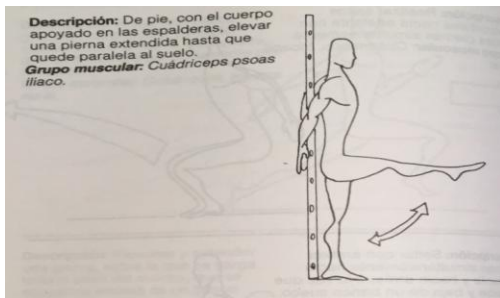 Descripción: De pie, con el cuerpo
apoyado en las espalderas, elevar
una pierna extendida hasta que
quede paralela al suelo.
Grupo muscular: Cuádriceps psoas
ilíaco.